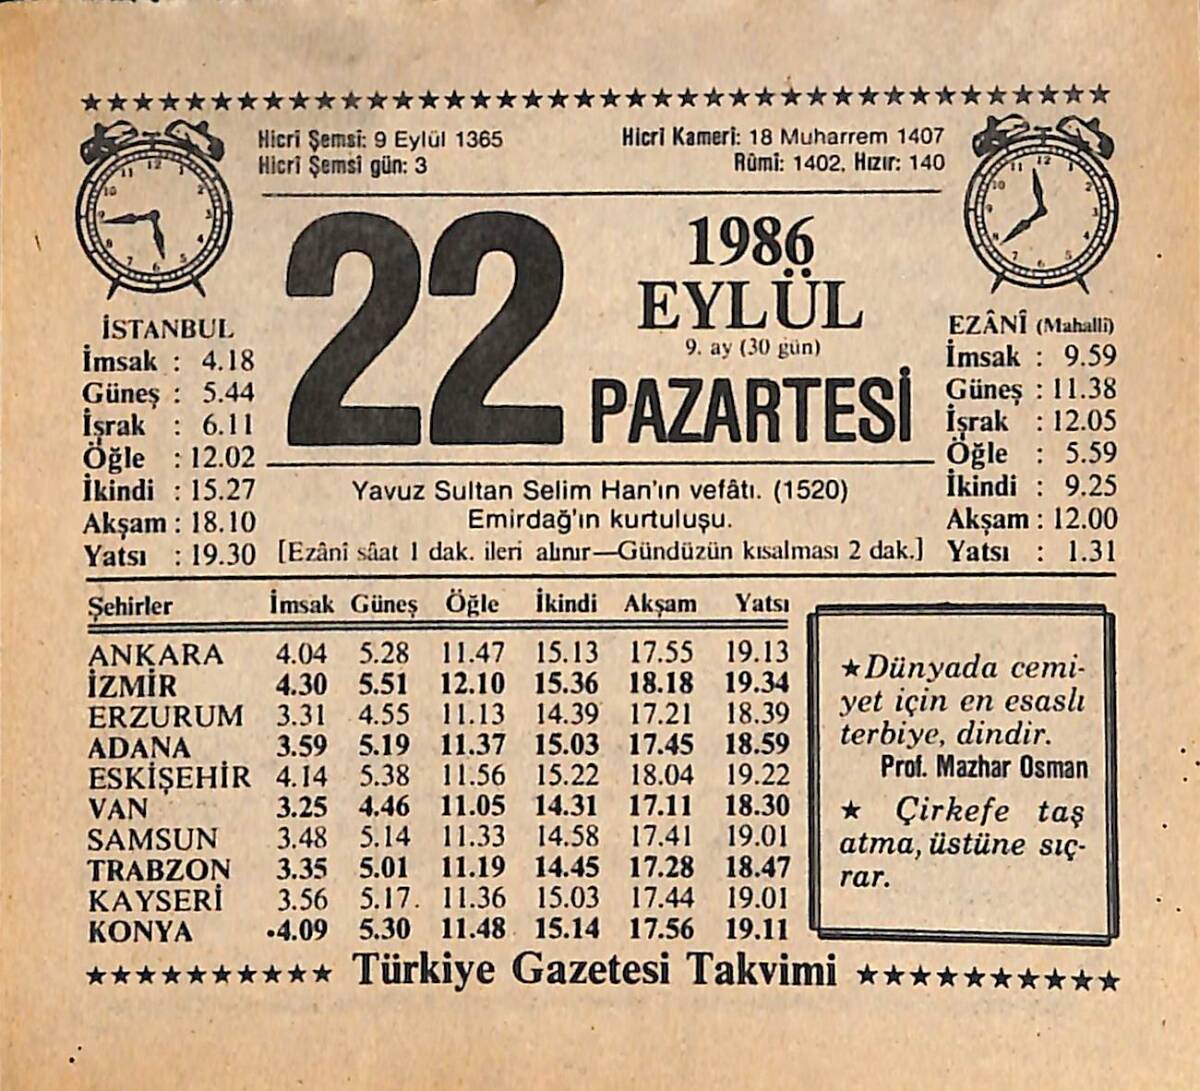 Hicrî Şemsî: 9 Eylül 1365
Hicrî Şemsî gün: 3
Hicrî Kamerî: 18 Muharrem 1407
Rûmî: 1402, Hızır: 140
22
1986
EYLÜL
9. ay (30 gün)
PAZARTESİ
İSTANBUL
İmsak : 4.18
Güneş : 5.44
İşrak : 6.11
Öğle : 12.02
İkindi : 15.27
Akşam : 18.10
Yatsı : 19.30
EZÂNÎ (Mahallî)
İmsak : 9.59
Güneş : 11.38
İşrak : 12.05
Öğle : 5.59
İkindi : 9.25
Akşam : 12.00
Yatsı : 1.31
Yavuz Sultan Selim Han'ın vefâtı. (1520)
Emirdağ'ın kurtuluşu.
[Ezânî sâat 1 dak. ileri alınır—Gündüzün kısalması 2 dak.]
Şehirler İmsak Güneş Öğle İkindi Akşam Yatsı
ANKARA 4.04 5.28 11.47 15.13 17.55 19.13
İZMİR 4.30 5.51 12.10 15.36 18.18 19.34
ERZURUM 3.31 4.55 11.13 14.39 17.21 18.39
ADANA 3.59 5.19 11.37 15.03 17.45 18.59
ESKİŞEHİR 4.14 5.38 11.56 15.22 18.04 19.22
VAN 3.25 4.46 11.05 14.31 17.11 18.30
SAMSUN 3.48 5.14 11.33 14.58 17.41 19.01
TRABZON 3.35 5.01 11.19 14.45 17.28 18.47
KAYSERİ 3.56 5.17 11.36 15.03 17.44 19.01
KONYA 4.09 5.30 11.48 15.14 17.56 19.11
★Dünyada cemi-
yet için en esaslı
terbiye, dindir.
Prof. Mazhar Osman
★ Çirkefe taş
atma, üstüne sıç-
rar.
Türkiye Gazetesi Takvimi